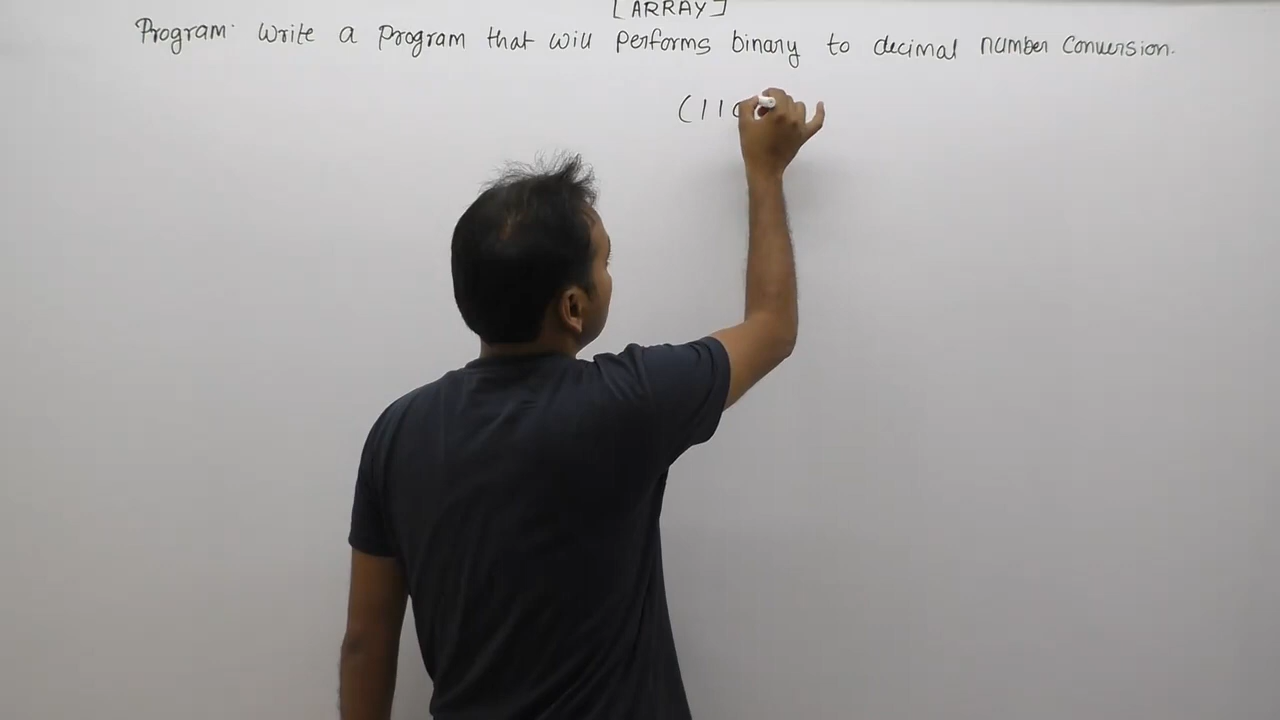 [ARRAY]
Program: Write a program that will performs binary to decimal number conversion.
(110